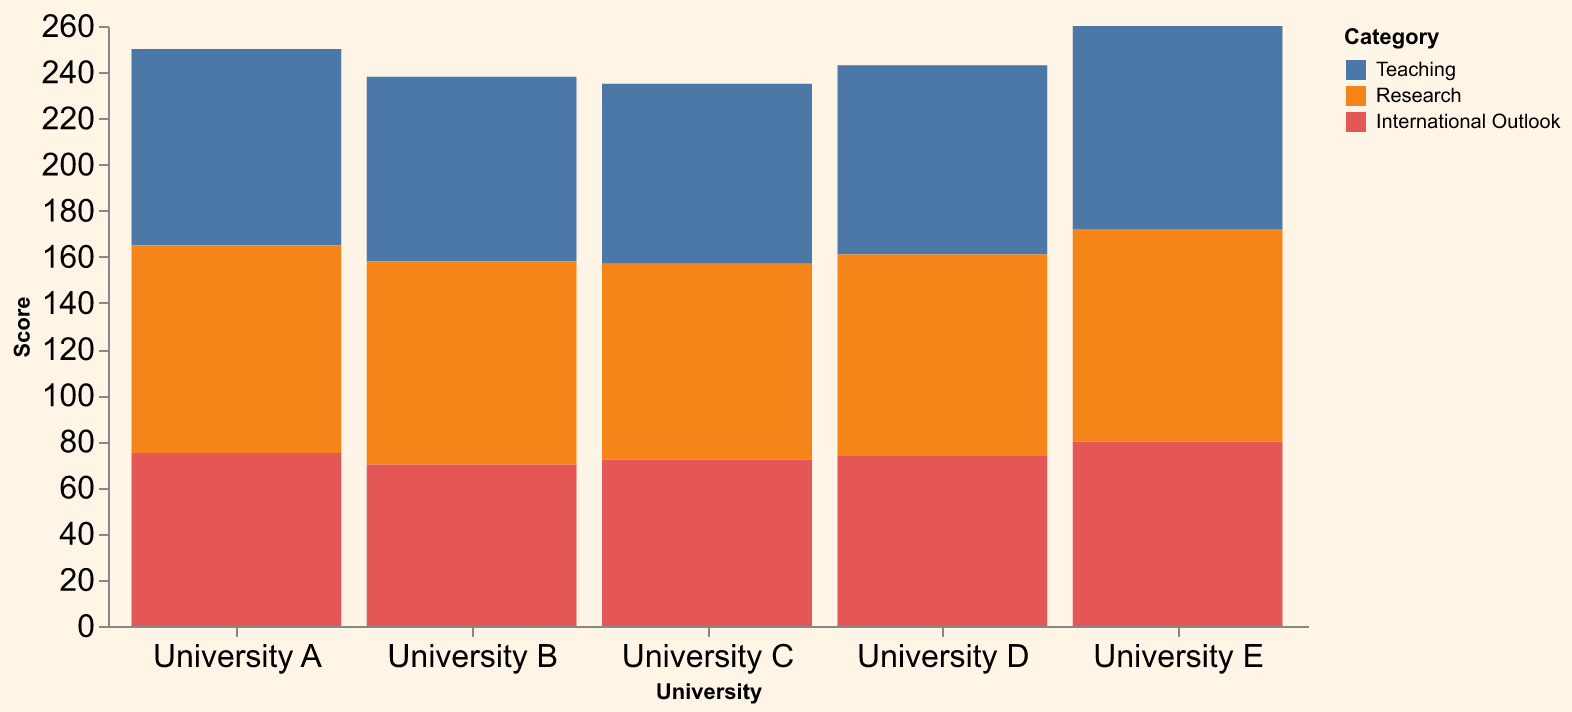 260
240
220
200
180
160
140
120
100
80
60
40
20
0
Score
University A
University B
University C
University D
University E
University
Category
Teaching
Research
International Outlook